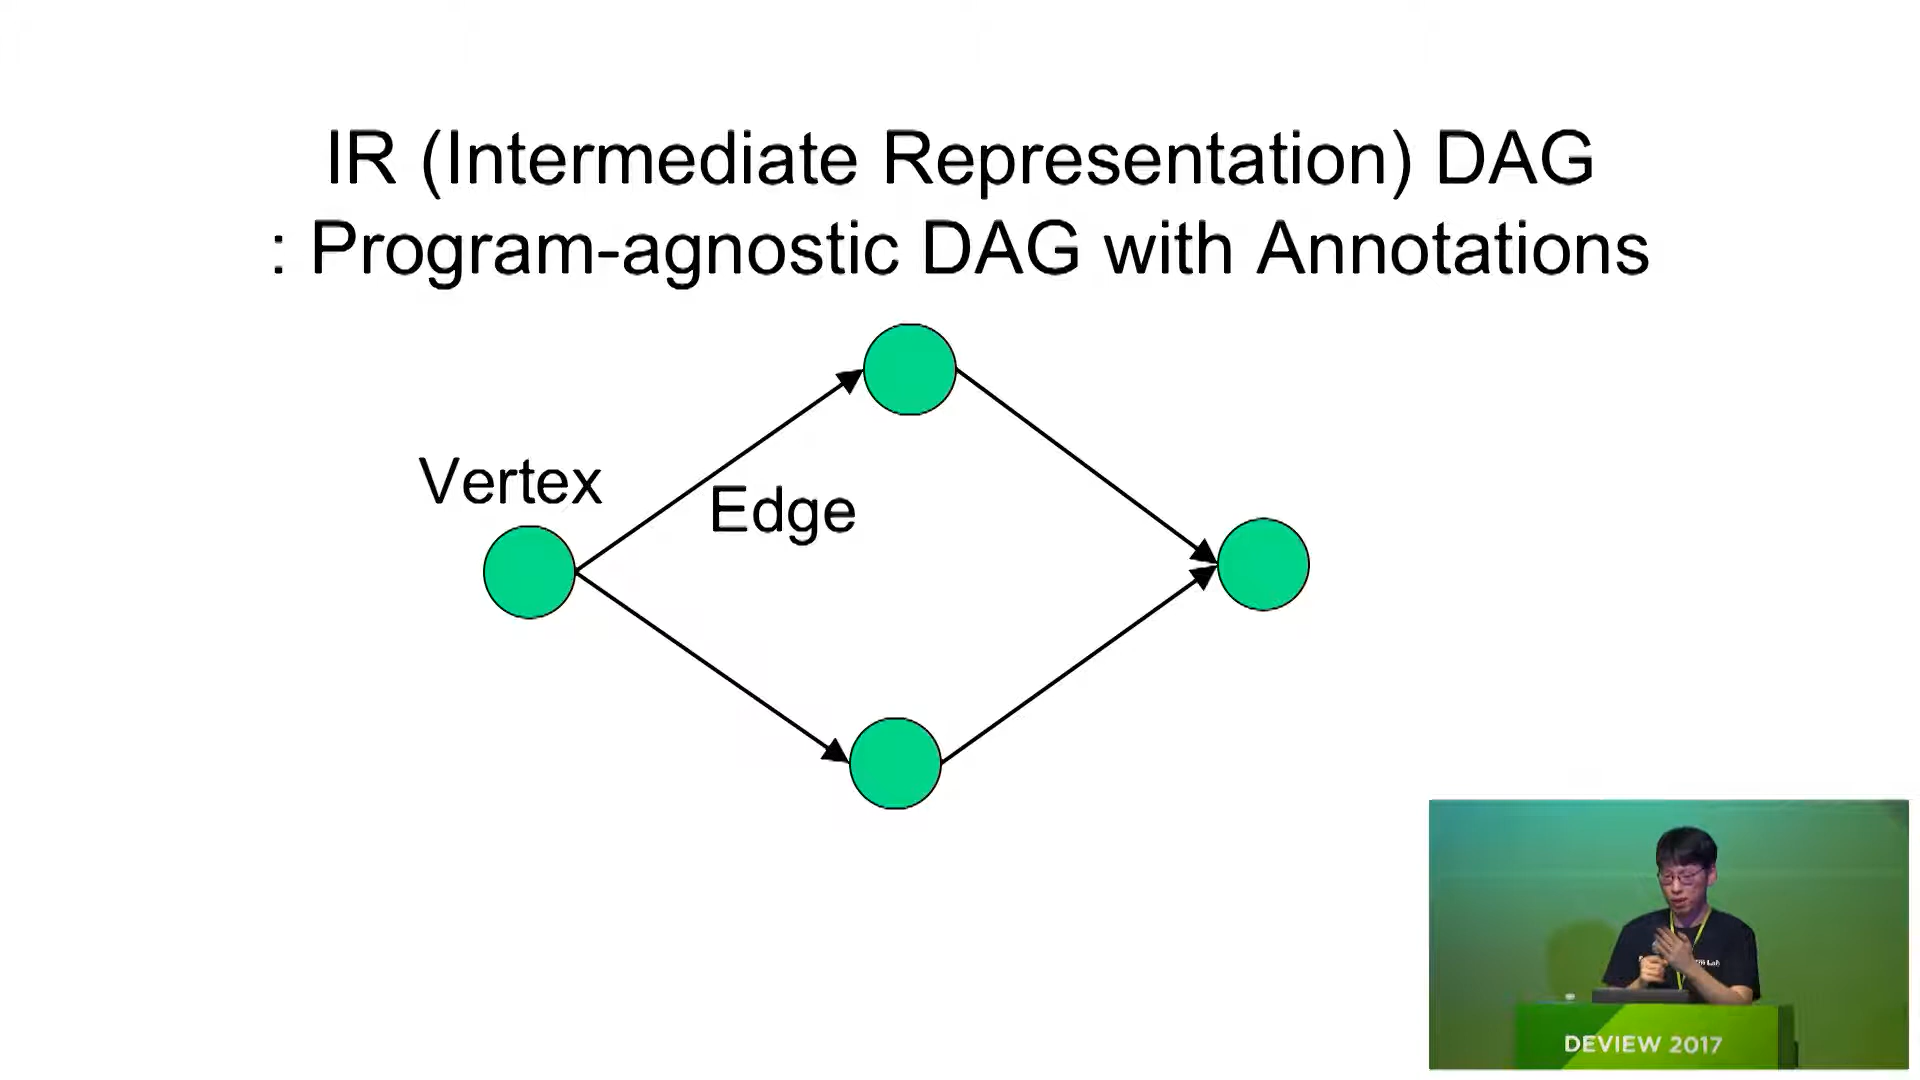 IR (Intermediate Representation) DAG
: Program-agnostic DAG with Annotations
Vertex
Edge
DEVIEW 2017